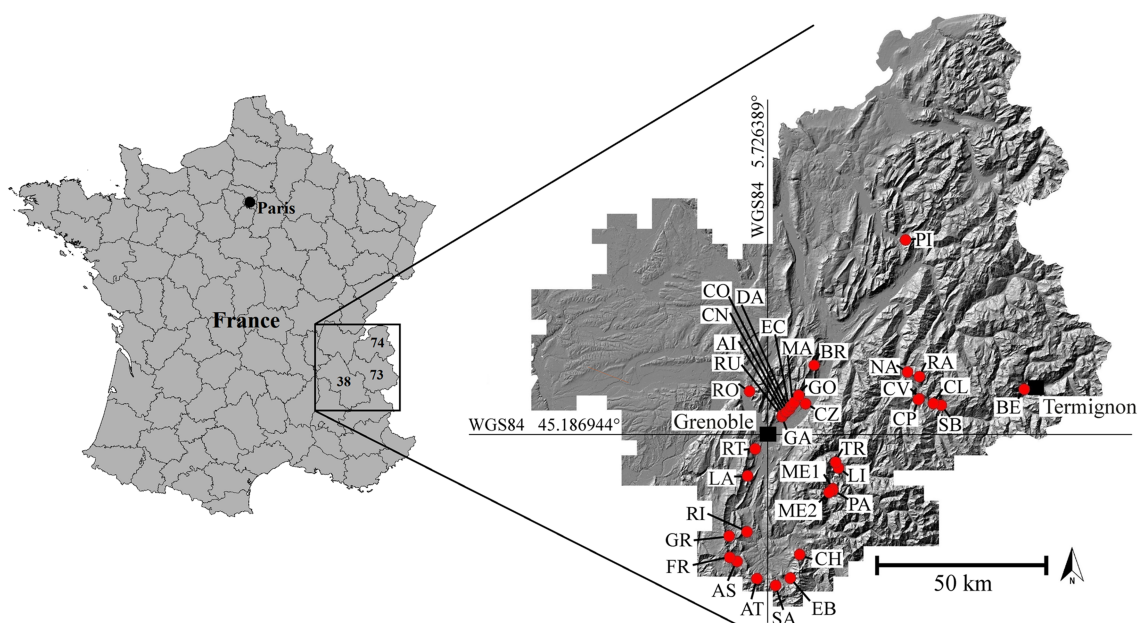 Paris
France
74
38
73
WGS84 5.726389°
WGS84 45.186944°
PI
CO
DA
CN
EC
AI
MA
BR
RU
RO
GO
CZ
Grenoble
GA
NA
RA
CV
CL
CP
SB
BE
Termignon
RT
LA
TR
ME1
LI
ME2
PA
RI
GR
FR
CH
AS
AT
SA
EB
50 km
N